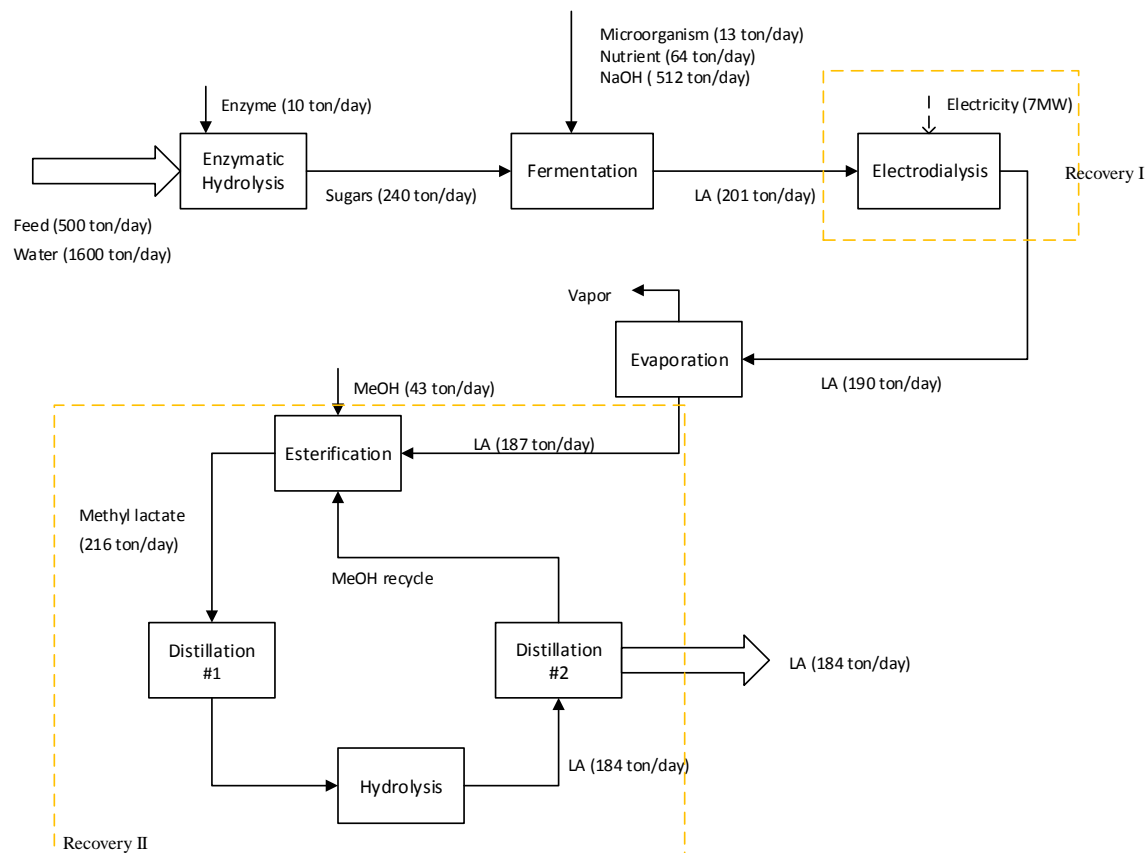 Microorganism (13 ton/day)
Nutrient (64 ton/day)
NaOH ( 512 ton/day)
Enzyme (10 ton/day)
Electricity (7MW)
Enzymatic
Hydrolysis
Fermentation
Electrodialysis
Recovery I
Sugars (240 ton/day)
LA (201 ton/day)
Feed (500 ton/day)
Water (1600 ton/day)
Vapor
Evaporation
LA (190 ton/day)
MeOH (43 ton/day)
Esterification
LA (187 ton/day)
Methyl lactate
(216 ton/day)
MeOH recycle
Distillation
#1
Distillation
#2
LA (184 ton/day)
Hydrolysis
LA (184 ton/day)
Recovery II